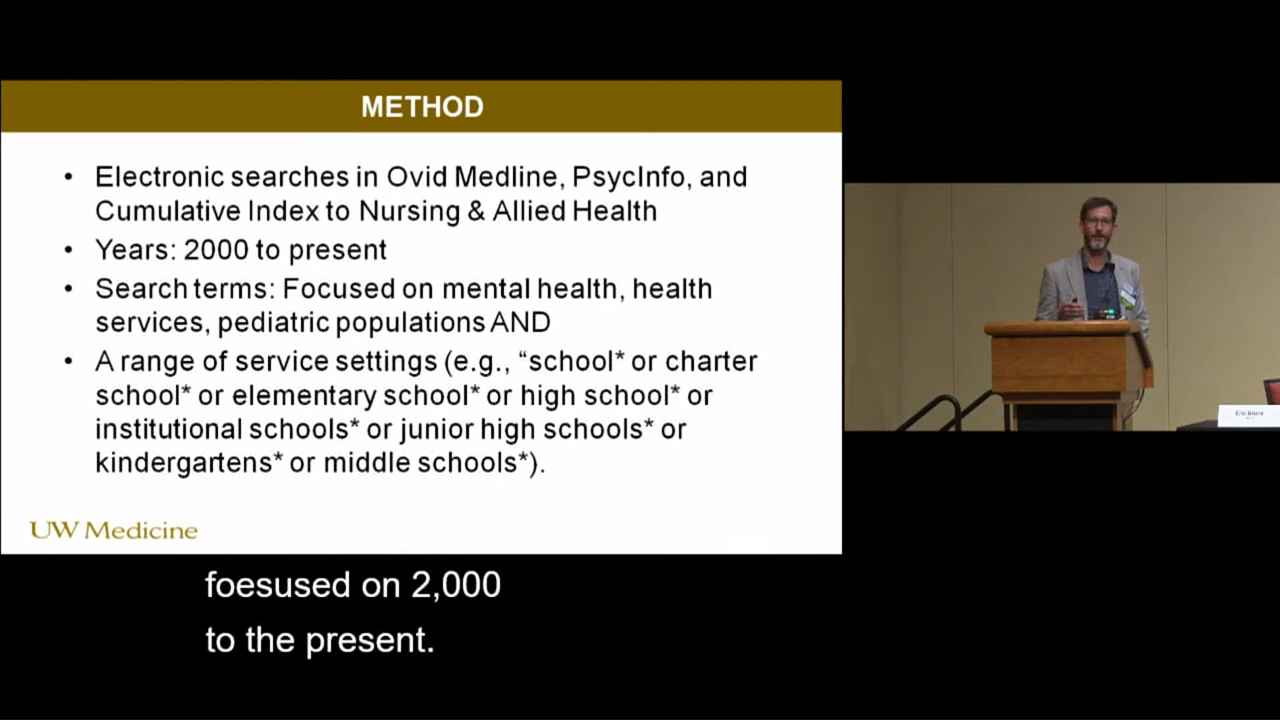 METHOD
• Electronic searches in Ovid Medline, PsycInfo, and
Cumulative Index to Nursing & Allied Health
• Years: 2000 to present
• Search terms: Focused on mental health, health
services, pediatric populations AND
• A range of service settings (e.g., “school* or charter
school* or elementary school* or high school* or
institutional schools* or junior high schools* or
kindergartens* or middle schools*).
UW Medicine
foesused on 2,000
to the present.